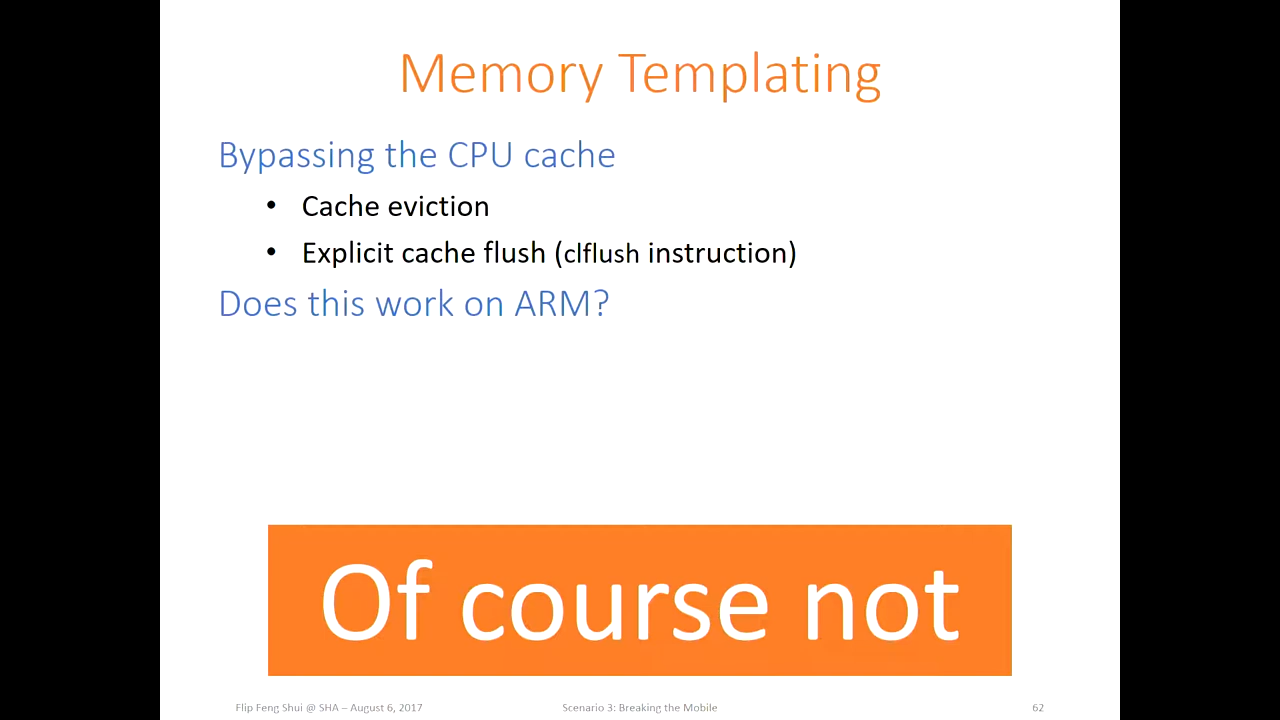 Memory Templating
Bypassing the CPU cache
• Cache eviction
• Explicit cache flush (clflush instruction)
Does this work on ARM?
Of course not
Flip Feng Shui @ SHA – August 6, 2017
Scenario 3: Breaking the Mobile
62